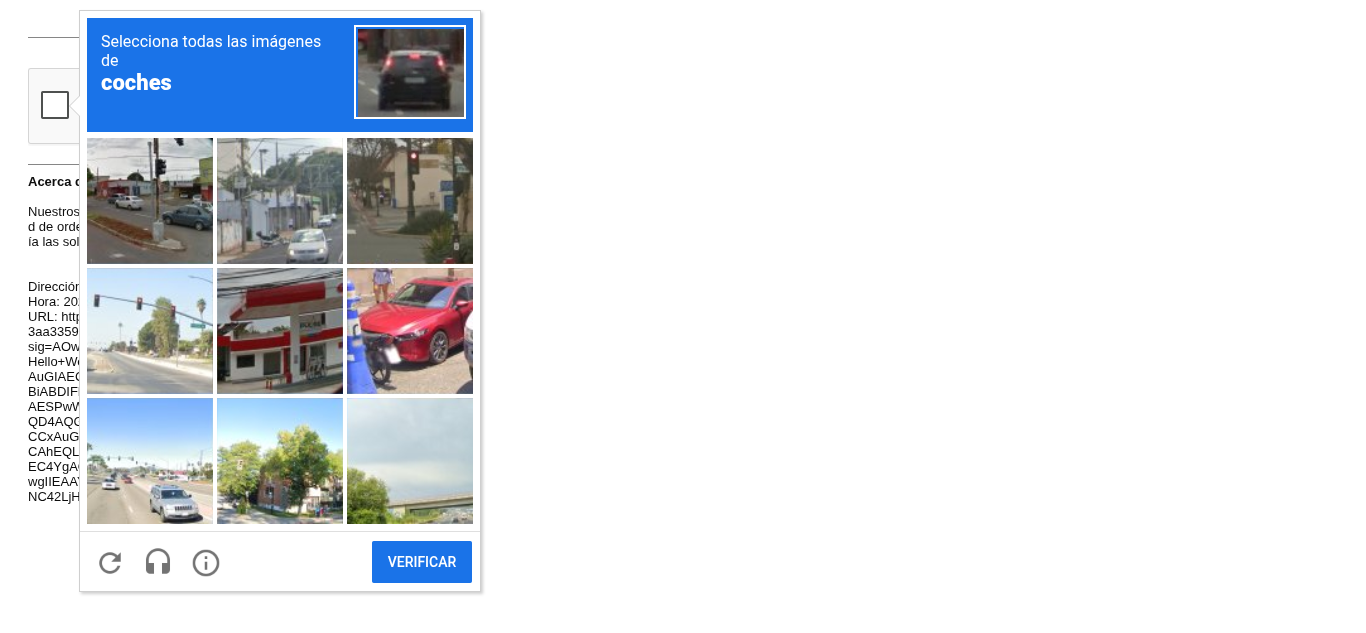 Selecciona todas las imágenes
de
coches
Acerca d
Nuestros
d de orde
ía las sol
Dirección
Hora: 20
URL: http
3aa3359
sig=AOw
Hello+W
AuGIAEC
BiABDIF
AESPwW
QD4AQC
CCxAuG
CAhEQL
EC4YgA
wgIIEAA
NC42LjH
VERIFICAR